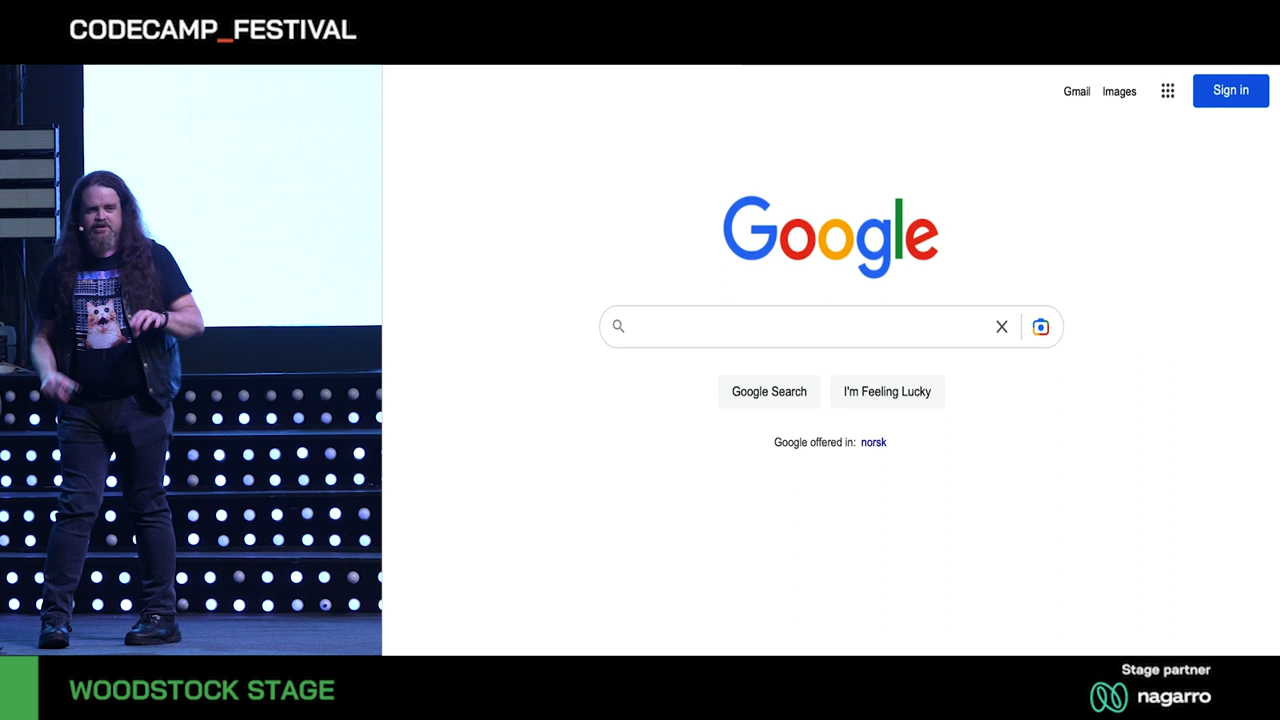 CODECAMP_FESTIVAL
Gmail Images Sign in
Google
Google Search I'm Feeling Lucky
Google offered in: norsk
WOODSTOCK STAGE
Stage partner
nagarro